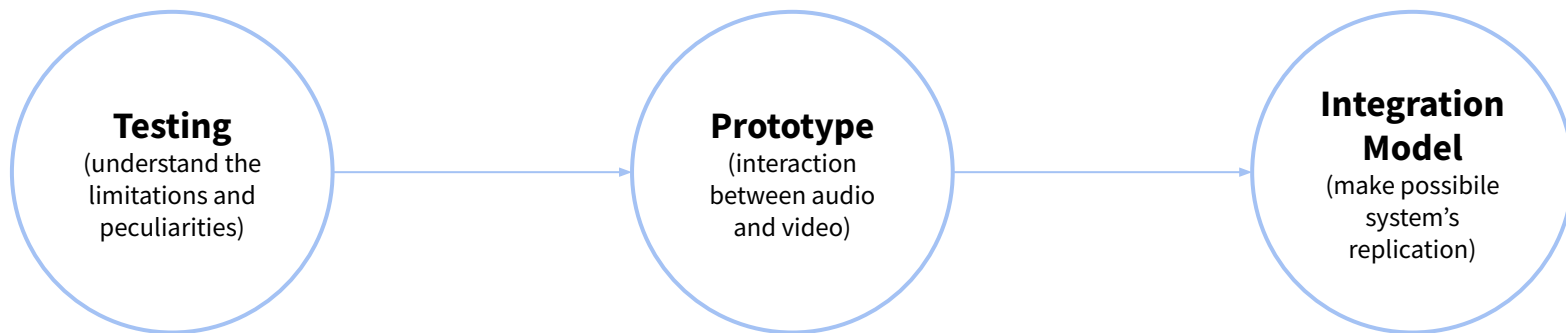 Testing
(understand the
limitations and
peculiarities)
Prototype
(interaction
between audio
and video)
Integration
Model
(make possibile
system’s
replication)